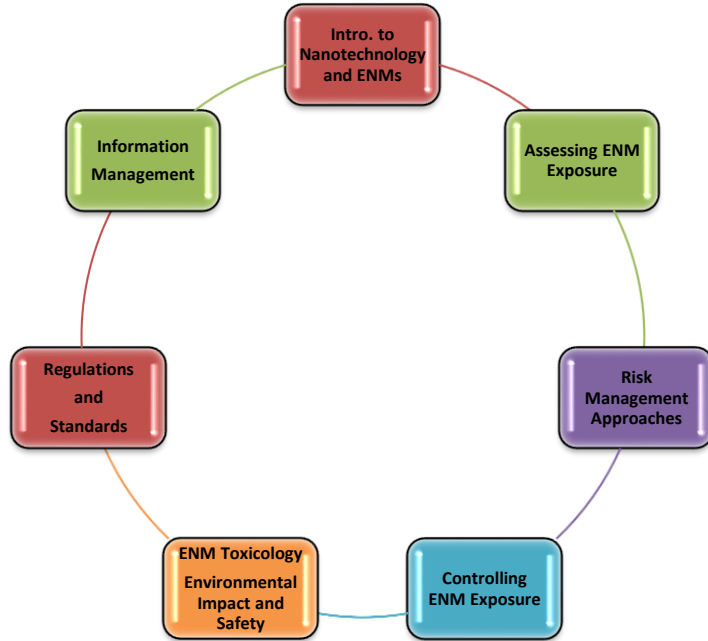 Intro. to
Nanotechnology
and ENMs
Assessing ENM
Exposure
Risk
Management
Approaches
Controlling
ENM Exposure
ENM Toxicology
Environmental
Impact and
Safety
Regulations
and
Standards
Information
Management